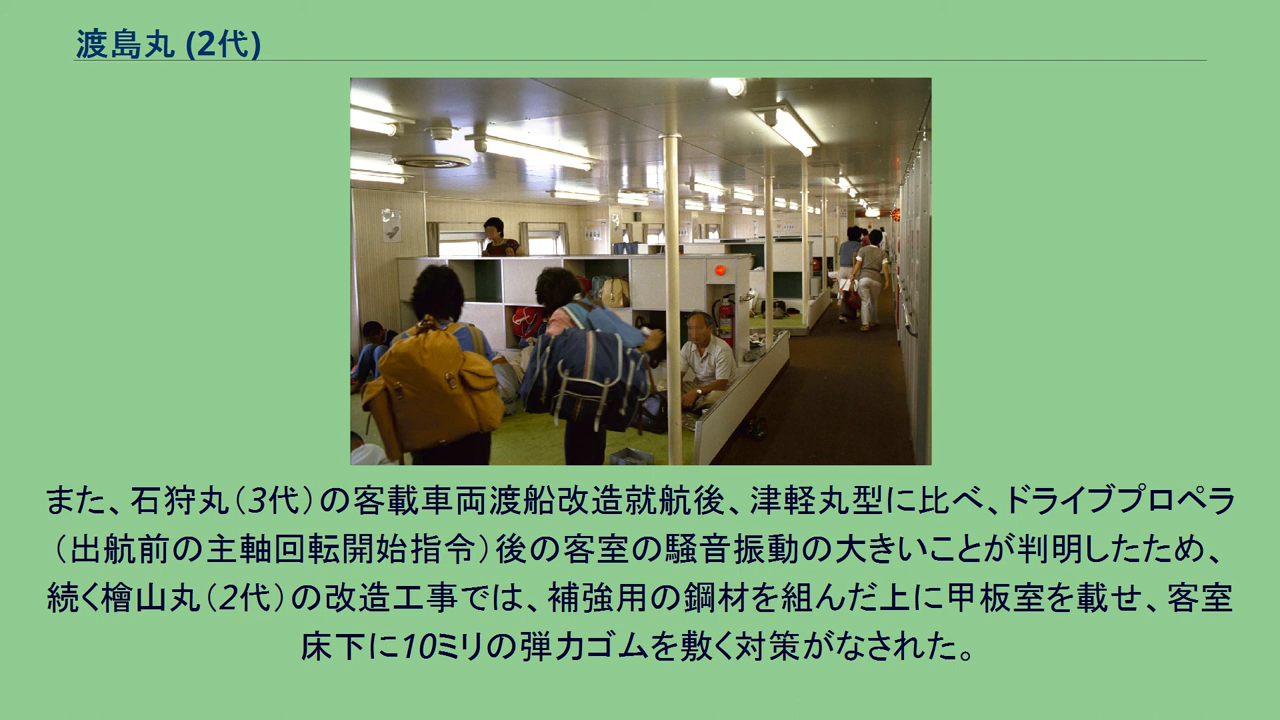 渡島丸 (2代)
また、石狩丸（3代）の客載車両渡船改造就航後、津軽丸型に比べ、ドライブプロペラ
（出航前の主軸回転開始指令）後の客室の騒音振動の大きいことが判明したため、
続く檜山丸（2代）の改造工事では、補強用の鋼材を組んだ上に甲板室を載せ、客室
床下に10ミリの弾力ゴムを敷く対策がなされた。